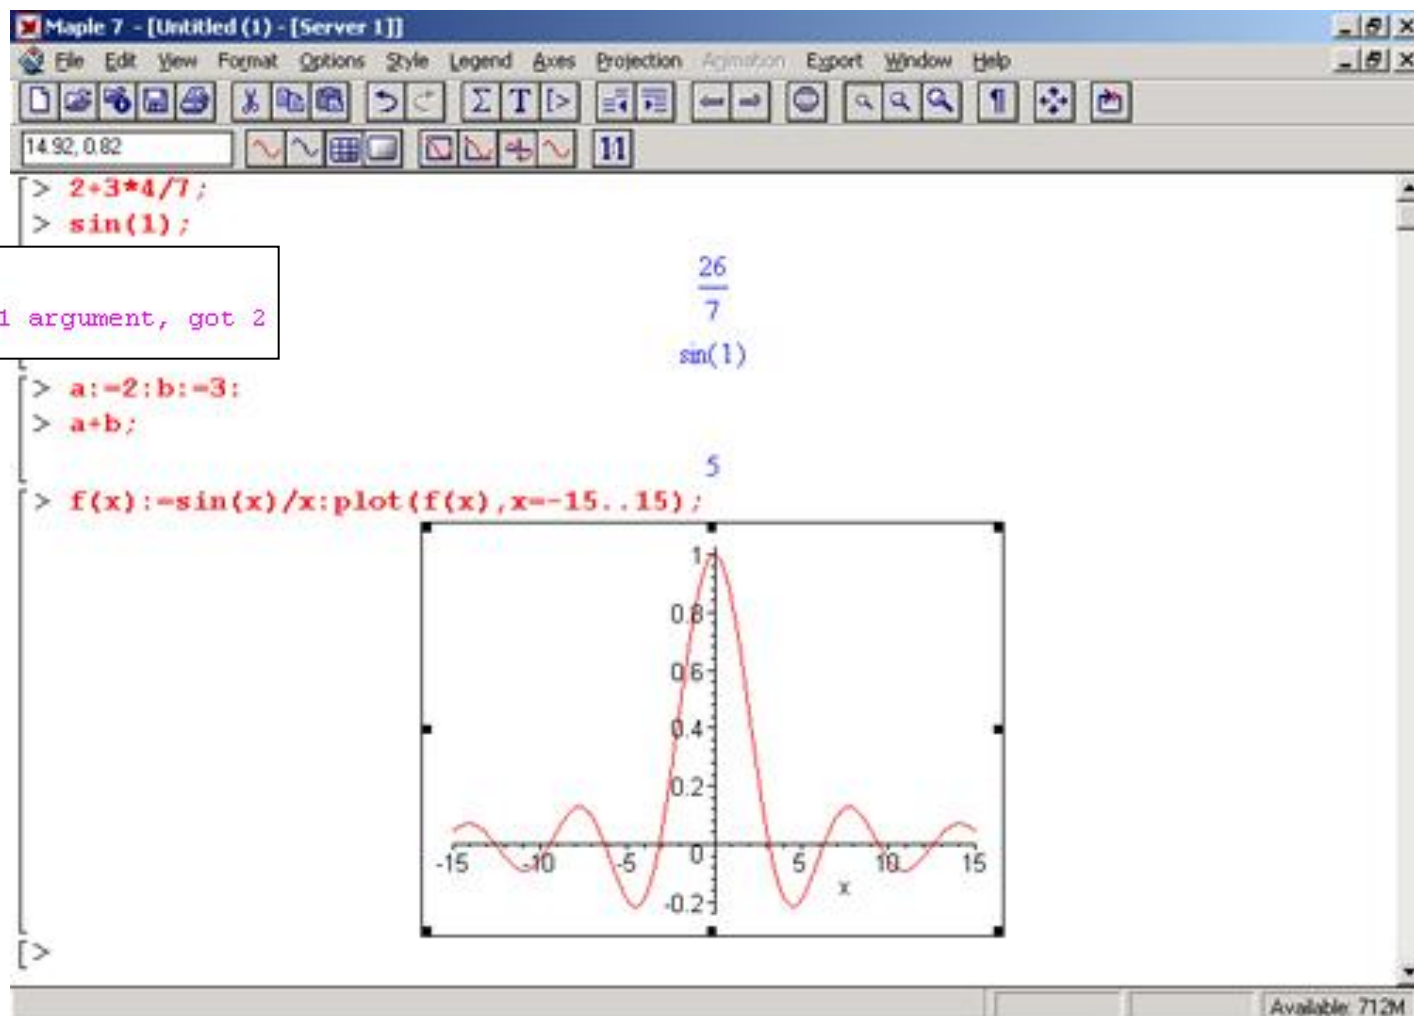 Maple 7 - [Untitled (1) - [Server 1]]
File Edit View Format Options Style Legend Axes Projection Animation Export Window Help
14.92, 0.82
1:1
[> 2+3*4/7;
> sin(1);
26
7
sin(1)
1 argument, got 2
[> a:=2:b:=3:
> a+b;
5
[> f(x):=sin(x)/x:plot(f(x),x=-15..15);
1
0.8
0.6
0.4
0.2
0
-0.2
-15 -10 -5 5 10 15
x
[>
Available: 712M